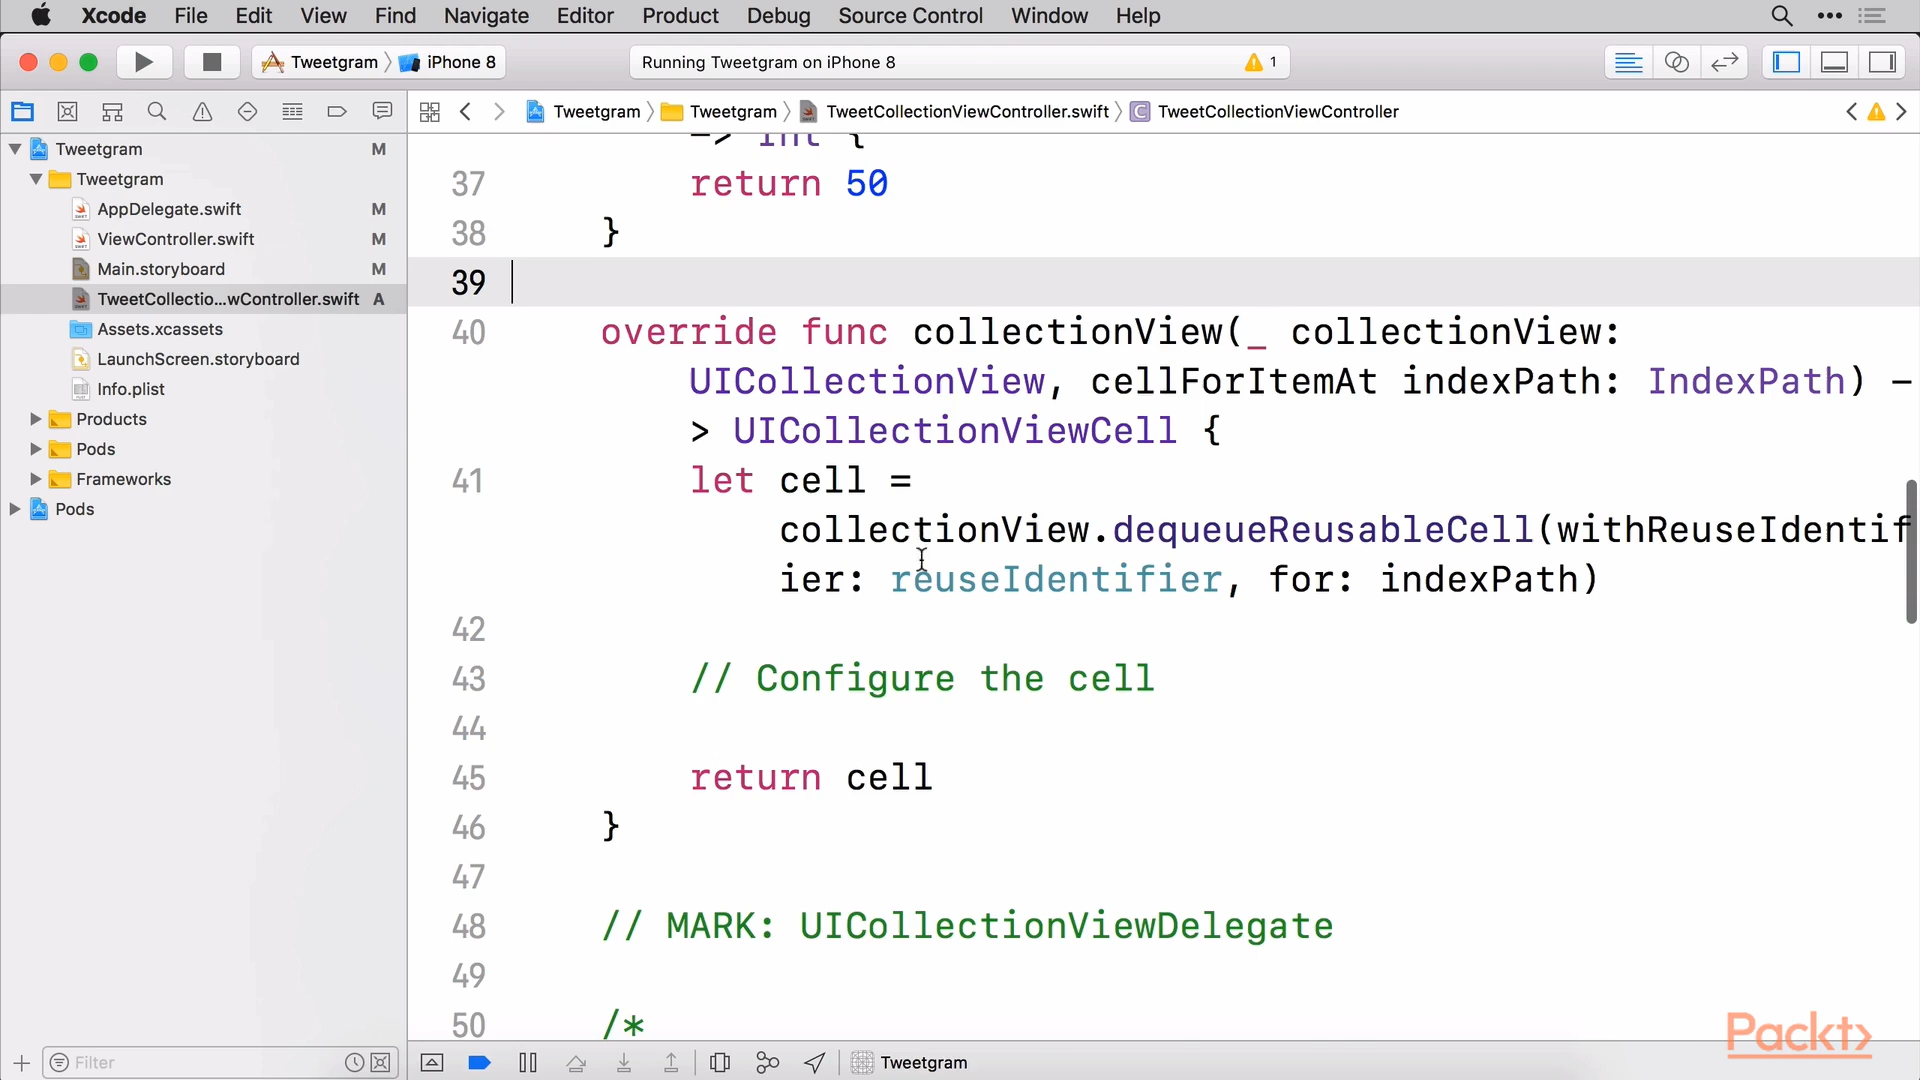 Xcode File Edit View Find Navigate Editor Product Debug Source Control Window Help
Tweetgram iPhone 8 Running Tweetgram on iPhone 8 1
Tweetgram Tweetgram TweetCollectionViewController.swift TweetCollectionViewController
Tweetgram M
Tweetgram
AppDelegate.swift M
ViewController.swift M
Main.storyboard M
TweetCollectio...wController.swift A
Assets.xcassets
LaunchScreen.storyboard
Info.plist
Products
Pods
Frameworks
Pods
Filter
-> Int {
37 return 50
38 }
39
40 override func collectionView(_ collectionView:
UICollectionView, cellForItemAt indexPath: IndexPath) -
> UICollectionViewCell {
41 let cell =
collectionView.dequeueReusableCell(withReuseIdentif
ier: reuseIdentifier, for: indexPath)
42
43 // Configure the cell
44
45 return cell
46 }
47
48 // MARK: UICollectionViewDelegate
49
50 /*
Tweetgram
Packt>